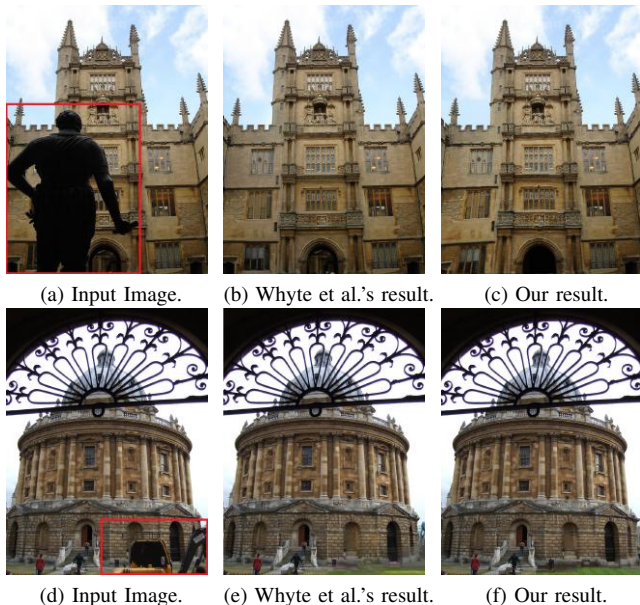 (a) Input Image. (b) Whyte et al.'s result. (c) Our result.
(d) Input Image. (e) Whyte et al.'s result. (f) Our result.